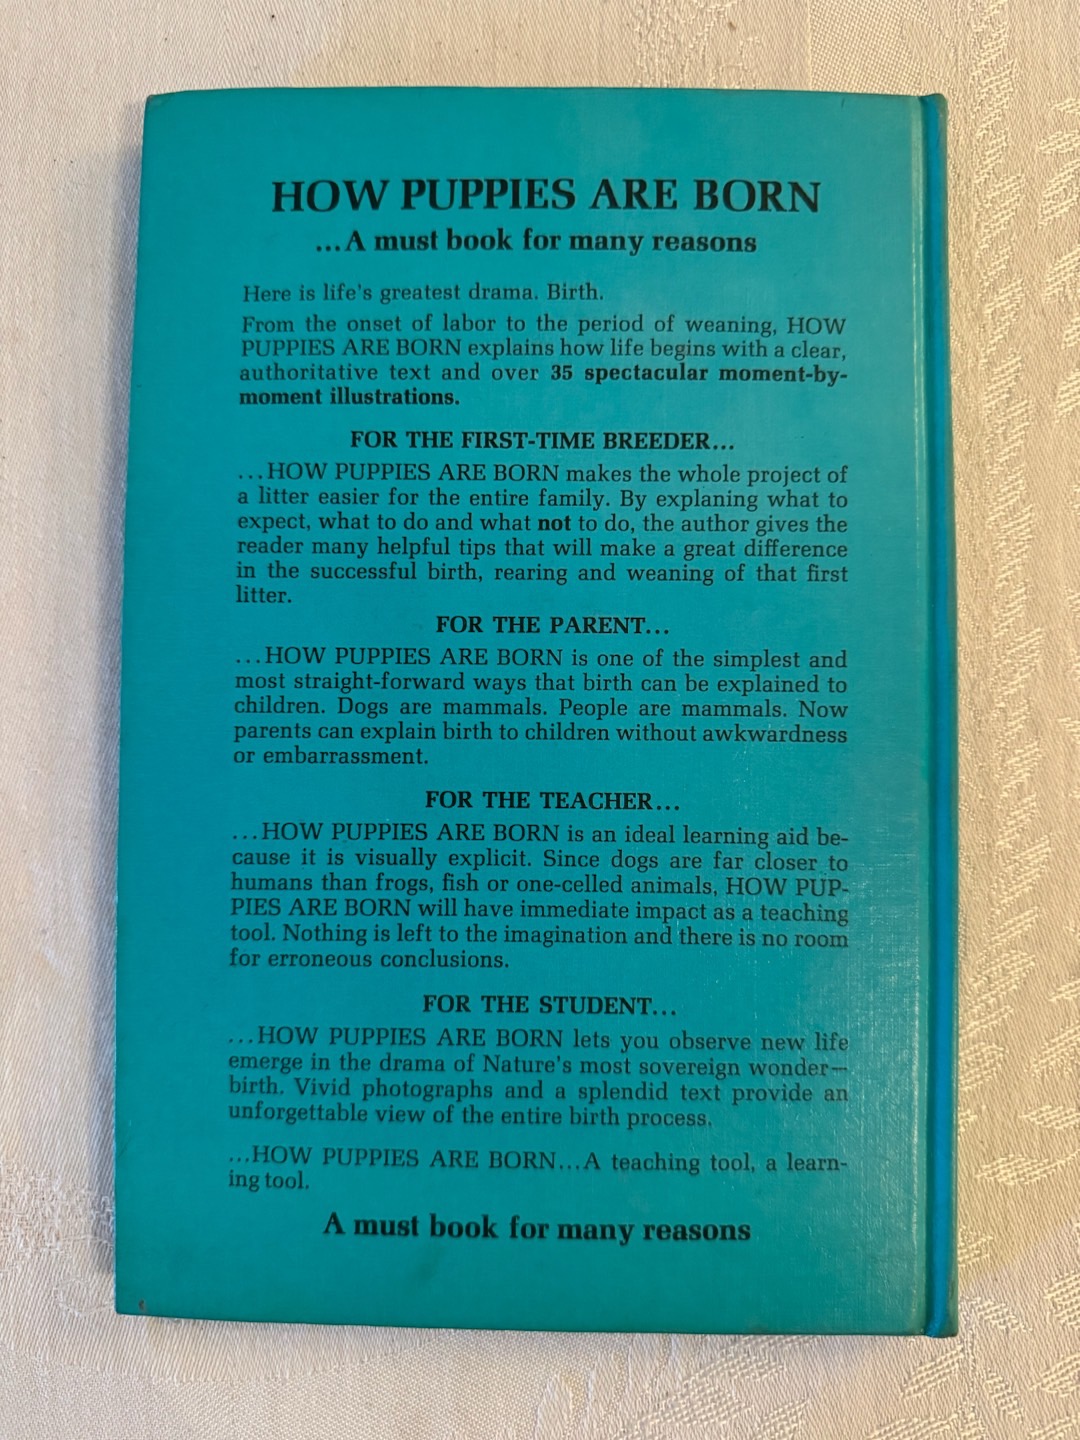 HOW PUPPIES ARE BORN
...A must book for many reasons
Here is life's greatest drama. Birth.
From the onset of labor to the period of weaning, HOW
PUPPIES ARE BORN explains how life begins with a clear,
authoritative text and over 35 spectacular moment-by-
moment illustrations.
FOR THE FIRST-TIME BREEDER...
...HOW PUPPIES ARE BORN makes the whole project of
a litter easier for the entire family. By explaning what to
expect, what to do and what not to do, the author gives the
reader many helpful tips that will make a great difference
in the successful birth, rearing and weaning of that first
litter.
FOR THE PARENT...
...HOW PUPPIES ARE BORN is one of the simplest and
most straight-forward ways that birth can be explained to
children. Dogs are mammals. People are mammals. Now
parents can explain birth to children without awkwardness
or embarrassment.
FOR THE TEACHER...
...HOW PUPPIES ARE BORN is an ideal learning aid be-
cause it is visually explicit. Since dogs are far closer to
humans than frogs, fish or one-celled animals, HOW PUP-
PIES ARE BORN will have immediate impact as a teaching
tool. Nothing is left to the imagination and there is no room
for erroneous conclusions.
FOR THE STUDENT...
...HOW PUPPIES ARE BORN lets you observe new life
emerge in the drama of Nature's most sovereign wonder—
birth. Vivid photographs and a splendid text provide an
unforgettable view of the entire birth process.
...HOW PUPPIES ARE BORN...A teaching tool, a learn-
ing tool.
A must book for many reasons